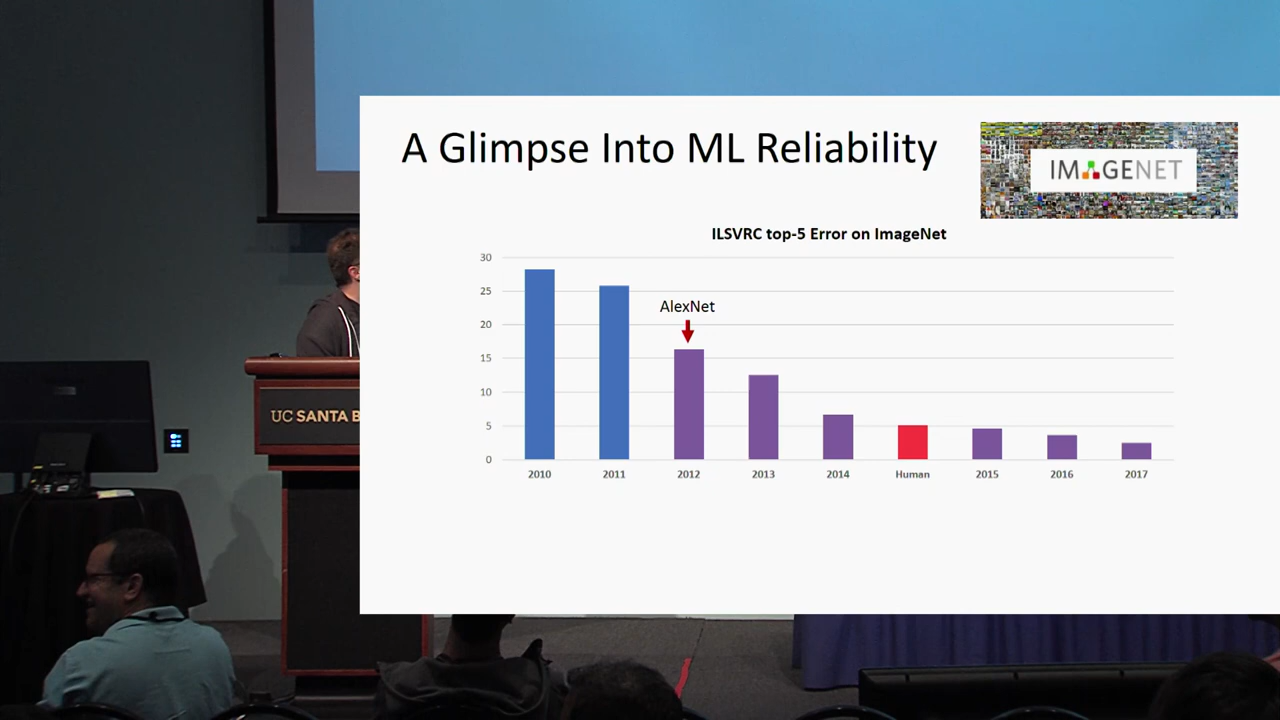 A Glimpse Into ML Reliability
IMAGENET
ILSVRC top-5 Error on ImageNet
30
25
20
15
10
5
0
AlexNet
2010 2011 2012 2013 2014 Human 2015 2016 2017
UC SANTA B